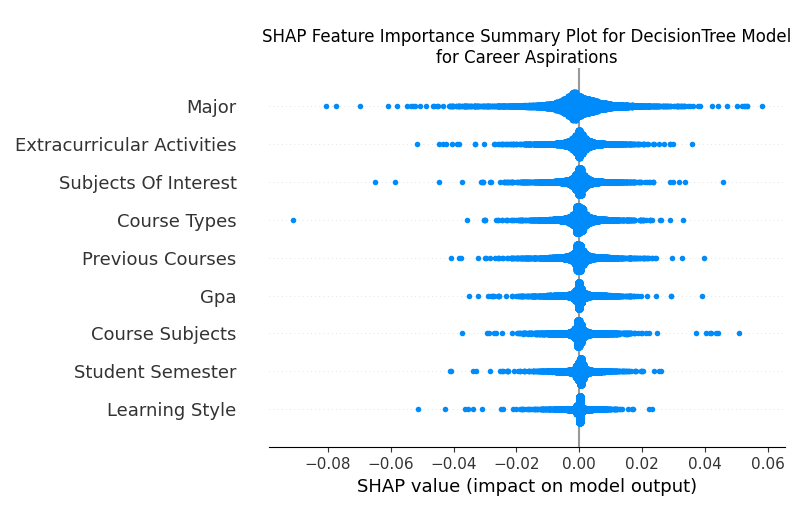 SHAP Feature Importance Summary Plot for DecisionTree Model
for Career Aspirations
Major
Extracurricular Activities
Subjects Of Interest
Course Types
Previous Courses
Gpa
Course Subjects
Student Semester
Learning Style
−0.08 −0.06 −0.04 −0.02 0.00 0.02 0.04 0.06
SHAP value (impact on model output)